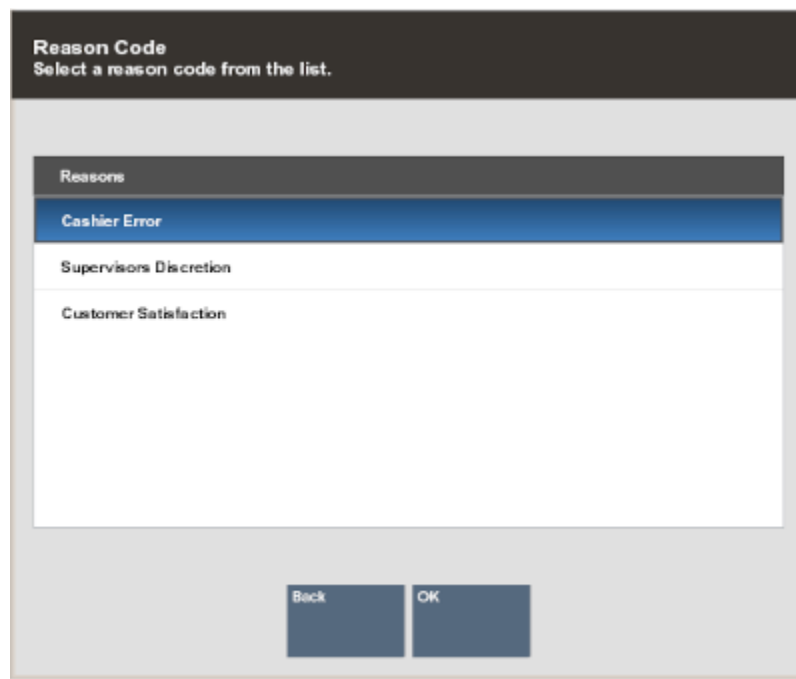 Reason Code
Select a reason code from the list.
Reasons
Cashier Error
Supervisors Discretion
Customer Satisfaction
Back
OK